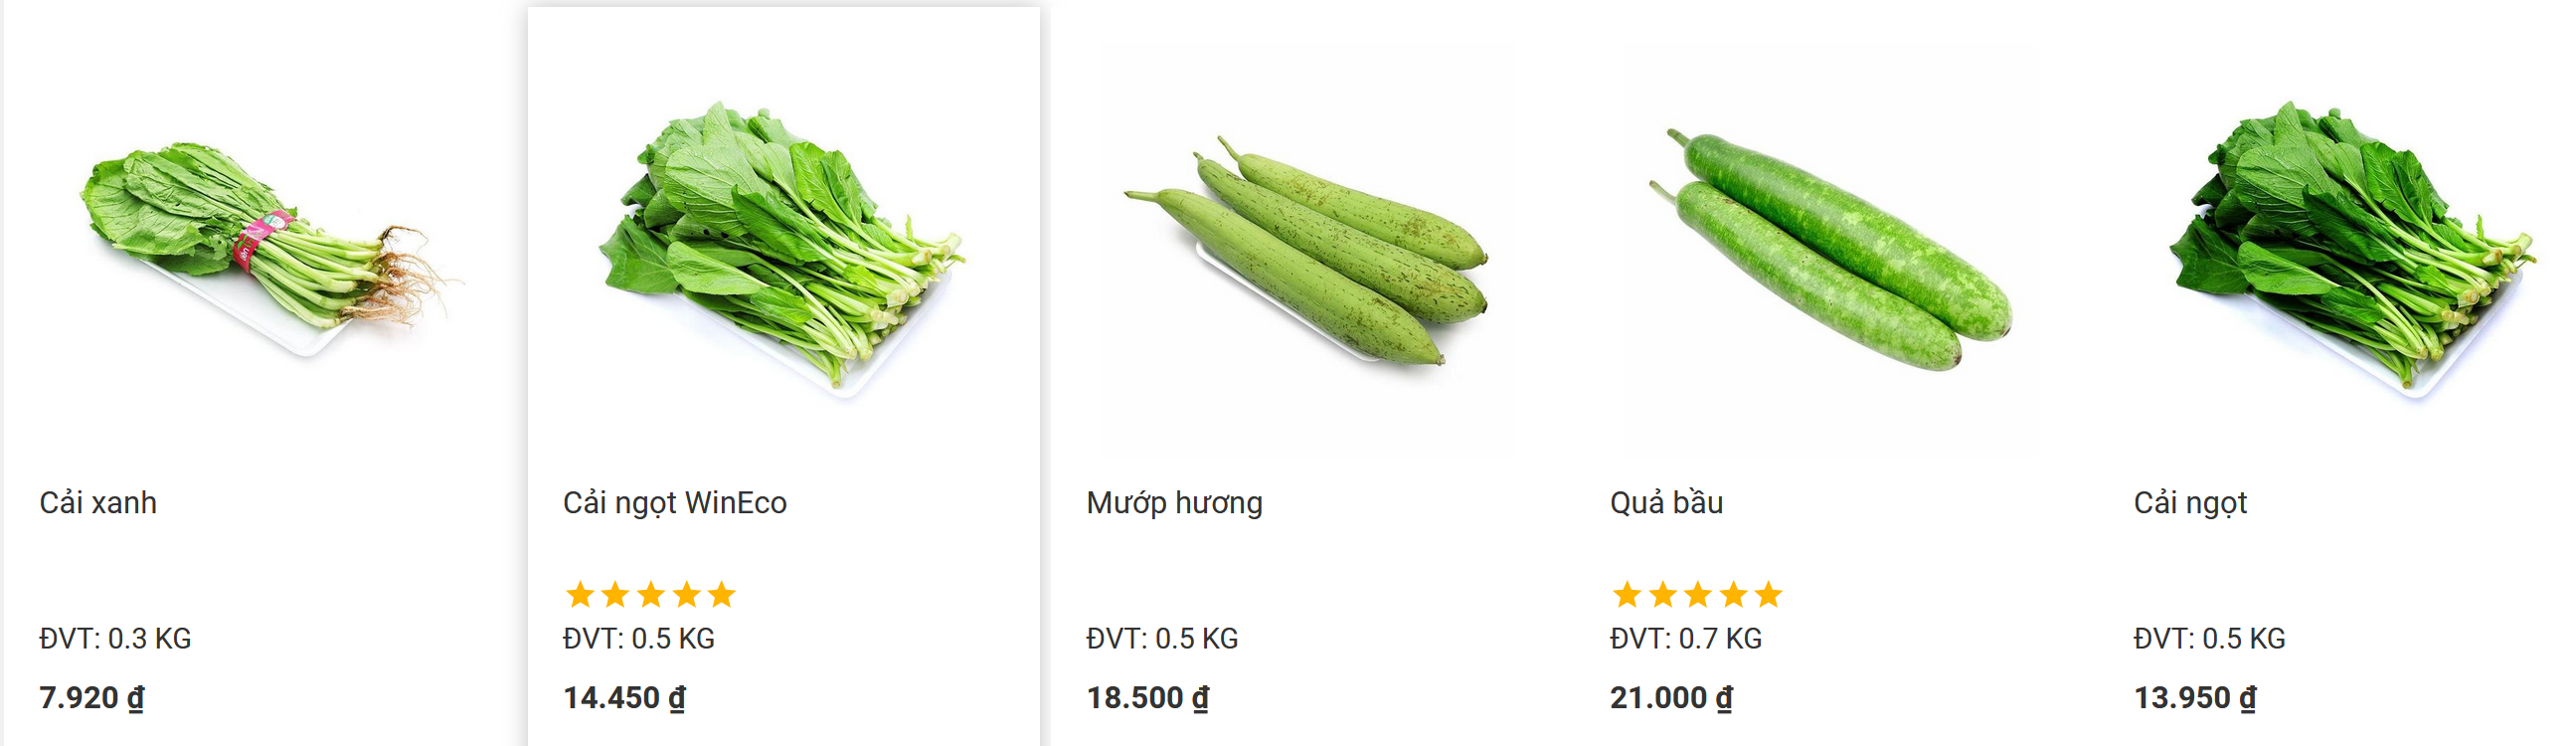 Cải xanh
ĐVT: 0.3 KG
7.920 ₫
Cải ngọt WinEco
ĐVT: 0.5 KG
14.450 ₫
Mướp hương
ĐVT: 0.5 KG
18.500 ₫
Quả bầu
ĐVT: 0.7 KG
21.000 ₫
Cải ngọt
ĐVT: 0.5 KG
13.950 ₫